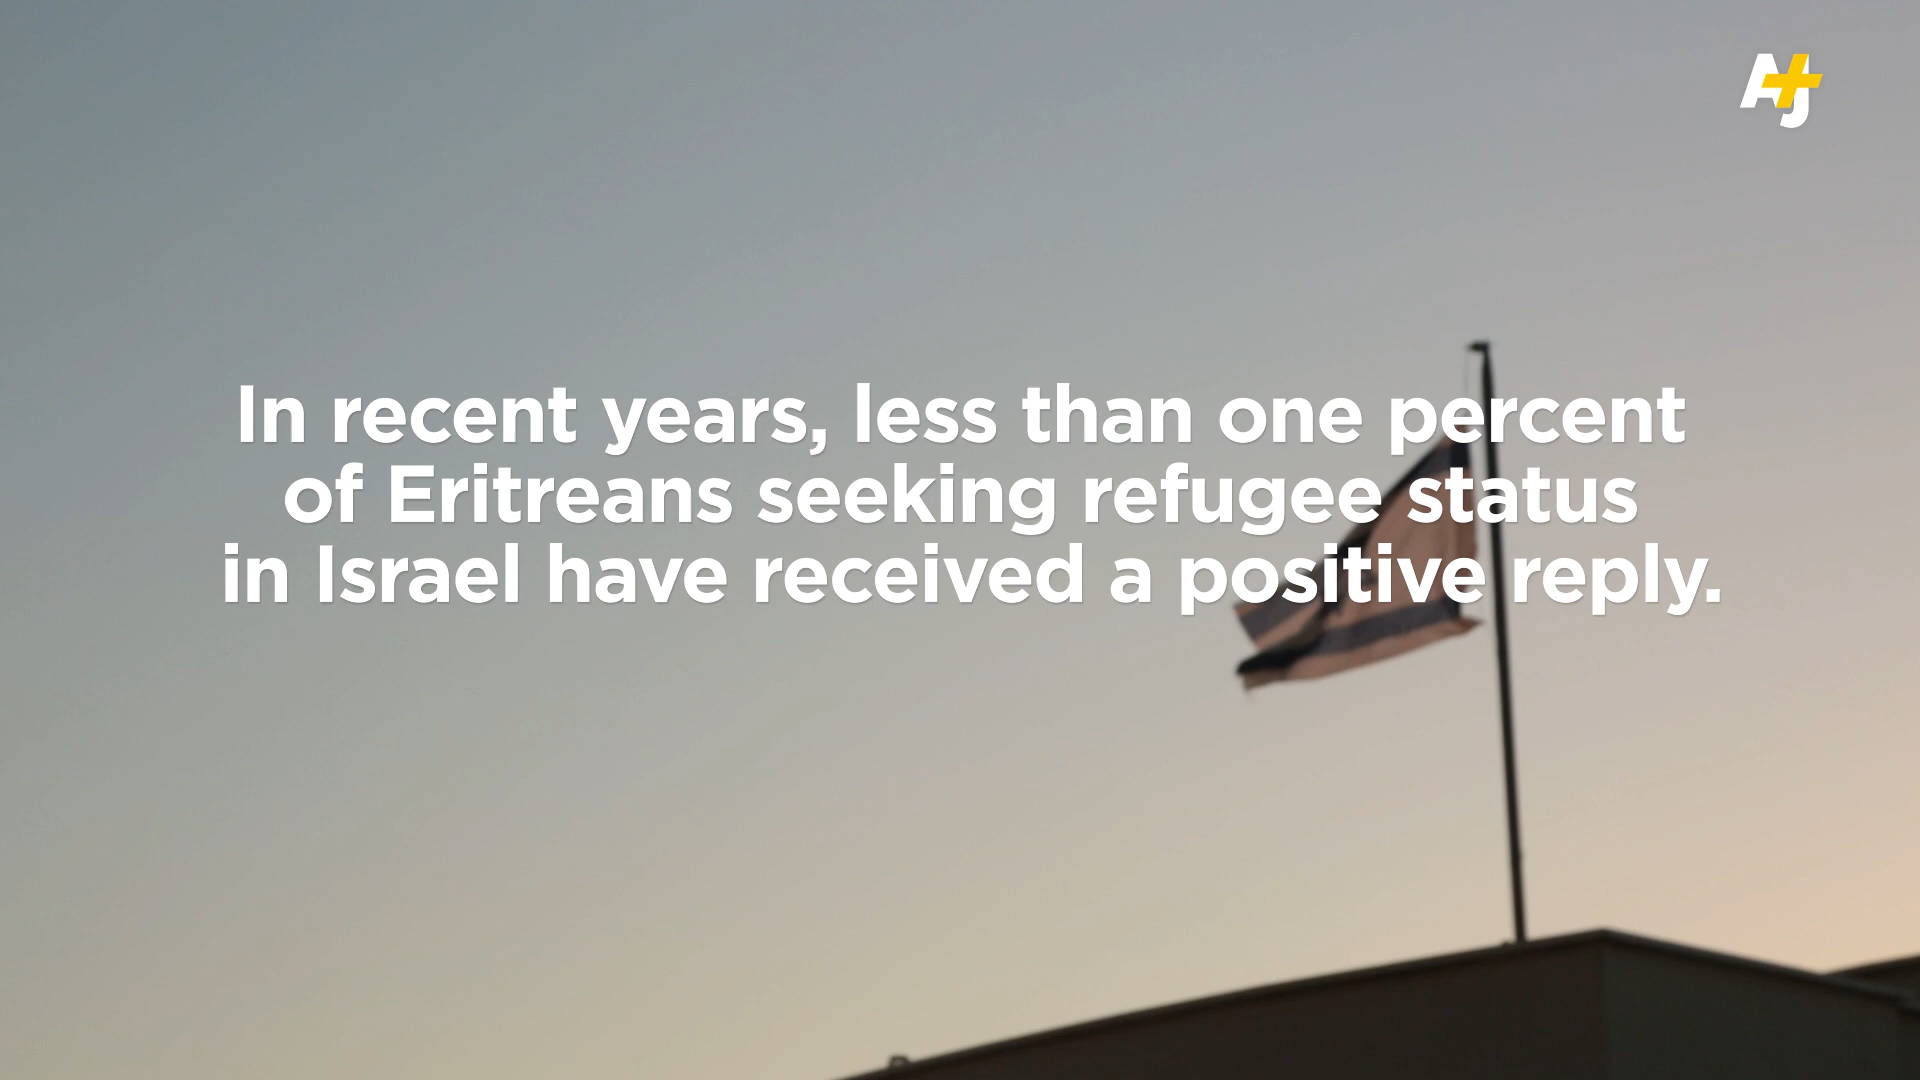 AJ+
In recent years, less than one percent
of Eritreans seeking refugee status
in Israel have received a positive reply.